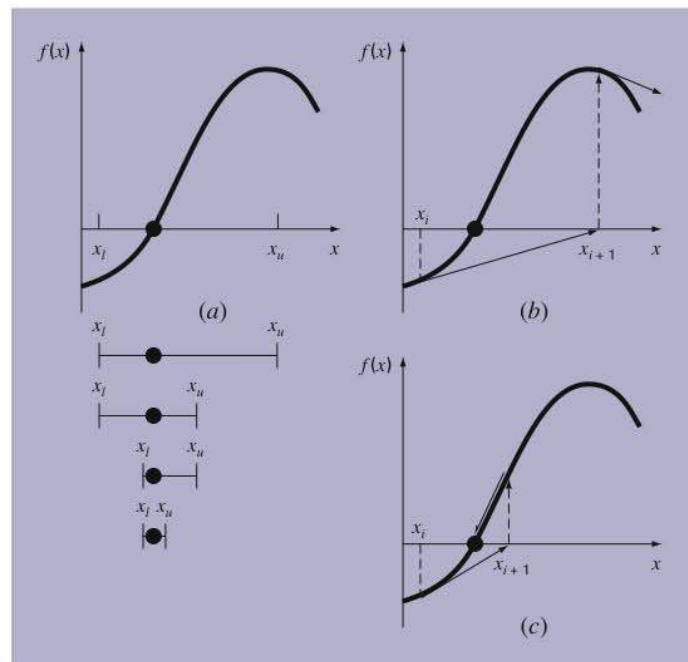 f(x)
x_l
x_u
x
(a)
x_l
x_u
x_l
x_u
x_l
x_u
x_l
x_u
f(x)
x_i
x_{i+1}
x
(b)
f(x)
x_i
x_{i+1}
x
(c)